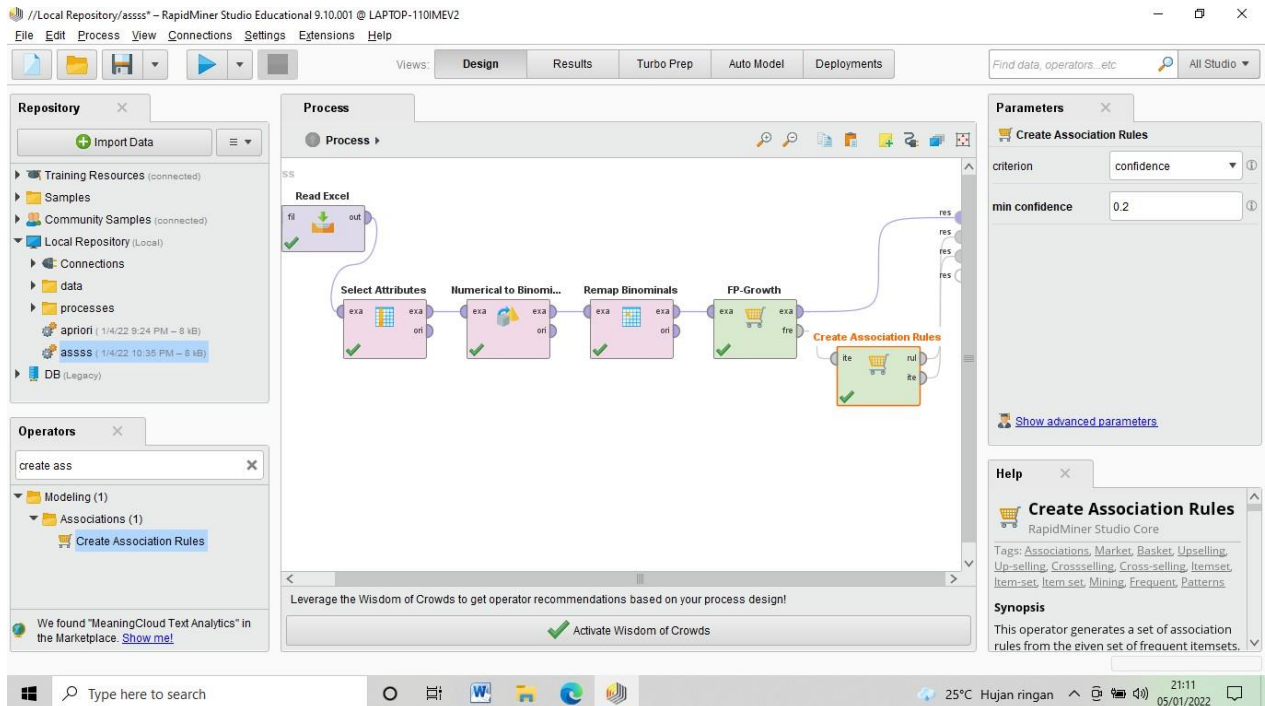 //Local Repository/assss* – RapidMiner Studio Educational 9.10.001 @ LAPTOP-110IMEV2
File Edit Process View Connections Settings Extensions Help
Views: Design Results Turbo Prep Auto Model Deployments
Find data, operators...etc All Studio
Repository
Import Data
Training Resources (connected)
Samples
Community Samples (connected)
Local Repository (Local)
Connections
data
processes
apriori ( 1/4/22 9:24 PM – 8 kB)
assss ( 1/4/22 10:35 PM – 8 kB)
DB (Legacy)
Operators
create ass
Modeling (1)
Associations (1)
Create Association Rules
We found "MeaningCloud Text Analytics" in
the Marketplace. Show me!
Process
Process
ss
Read Excel
fil out
Select Attributes
exa exa
ori
Numerical to Binomi...
exa exa
ori
Remap Binominals
exa exa
ori
FP-Growth
exa exa
fre
Create Association Rules
ite rul
ite
res
res
res
res
Leverage the Wisdom of Crowds to get operator recommendations based on your process design!
Activate Wisdom of Crowds
Parameters
Create Association Rules
criterion confidence
min confidence 0.2
Show advanced parameters
Help
Create Association Rules
RapidMiner Studio Core
Tags: Associations, Market, Basket, Upselling,
Up-selling, Crossselling, Cross-selling, Itemset,
Item-set, Item set, Mining, Frequent, Patterns
Synopsis
This operator generates a set of association
rules from the given set of frequent itemsets.
Type here to search
25°C Hujan ringan
21:11
05/01/2022